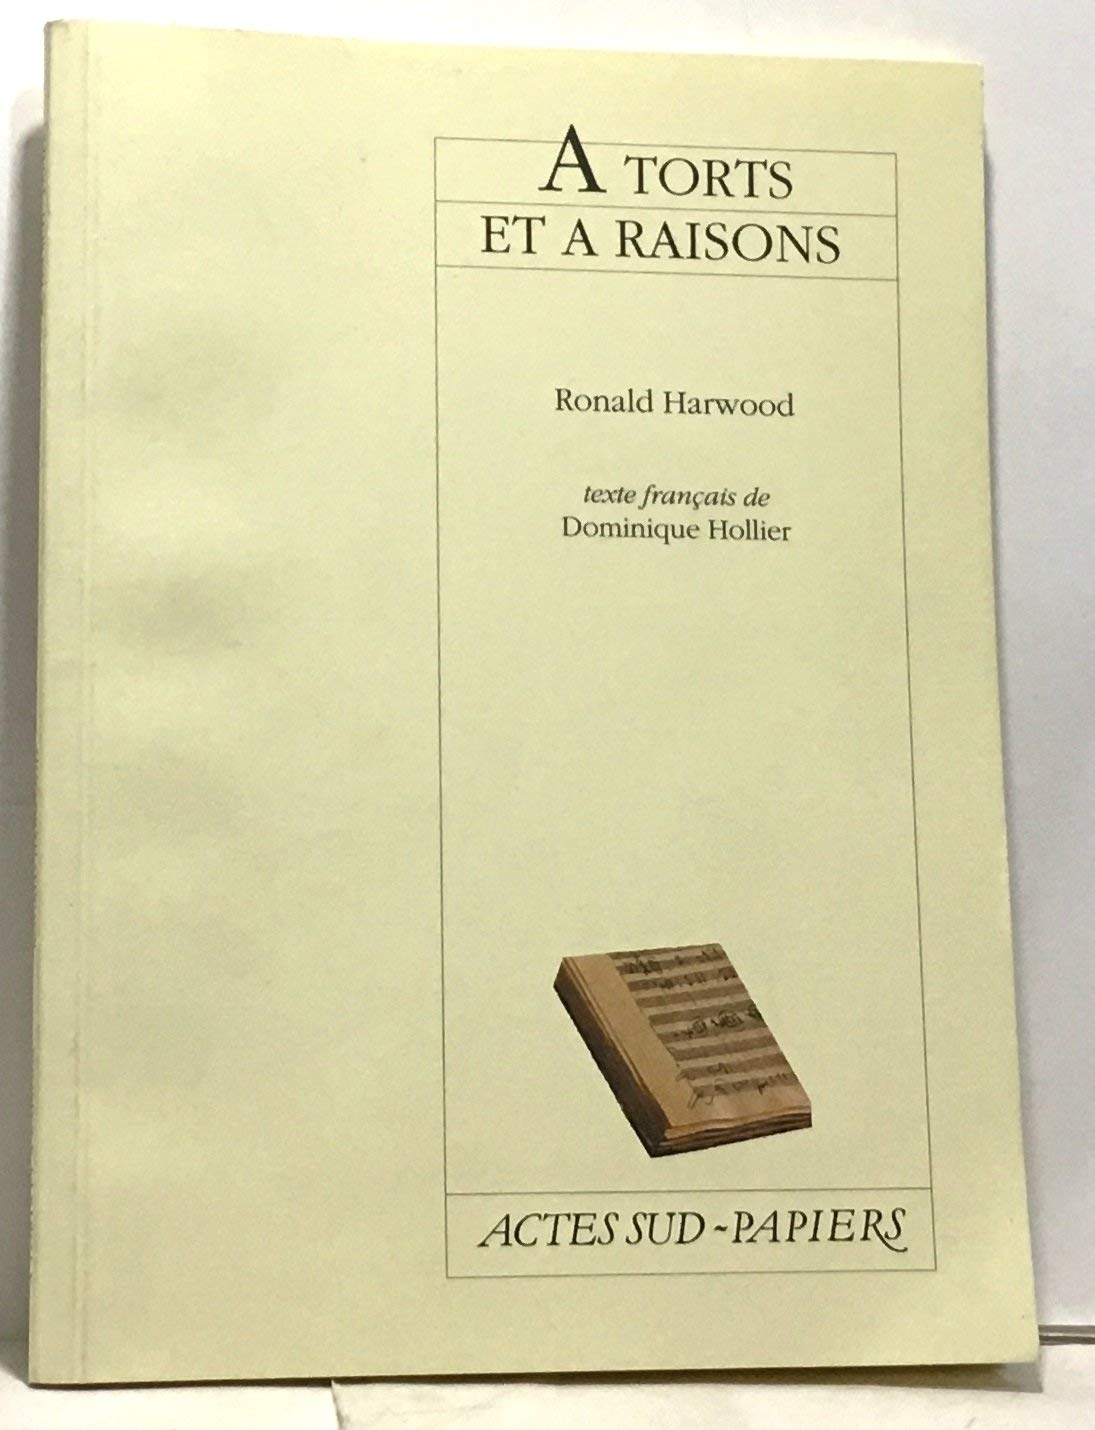 A TORTS
ET A RAISONS
Ronald Harwood
texte français de
Dominique Hollier
ACTES SUD-PAPIERS